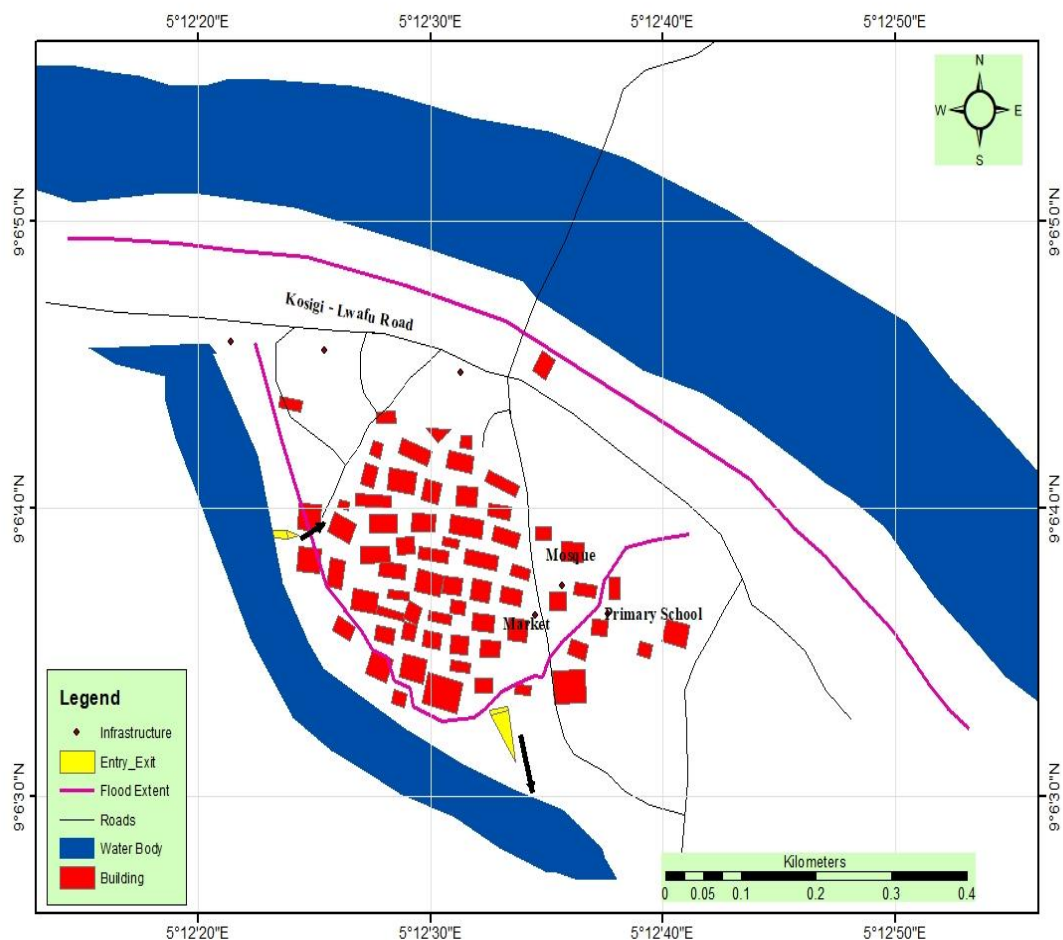 5°12'20"E 5°12'30"E 5°12'40"E 5°12'50"E
N
W E
S
9°6'50"N 9°6'50"N
Kosigi - Lwafu Road
9°6'40"N 9°6'40"N
Mosque
Primary School
Market
Legend
Infrastructure
Entry_Exit
Flood Extent
Roads
Water Body
Building
9°6'30"N 9°6'30"N
Kilometers
0 0.05 0.1 0.2 0.3 0.4
5°12'20"E 5°12'30"E 5°12'40"E 5°12'50"E